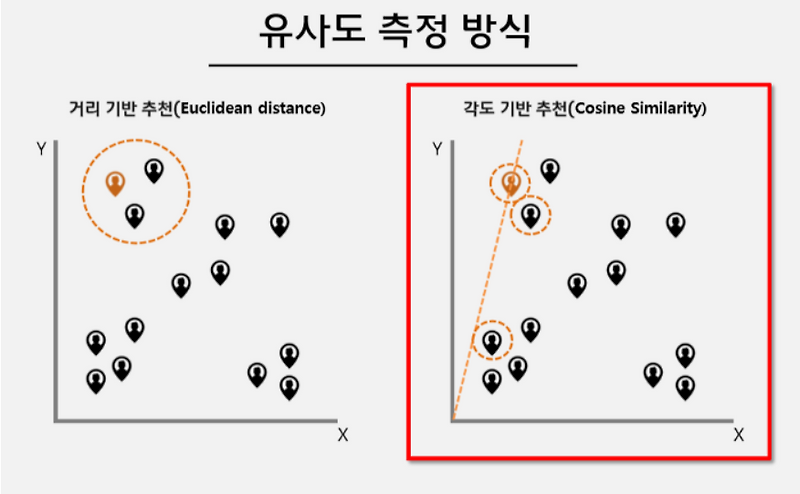 유사도 측정 방식
거리 기반 추천(Euclidean distance)
각도 기반 추천(Cosine Similarity)
Y
Y
X
X